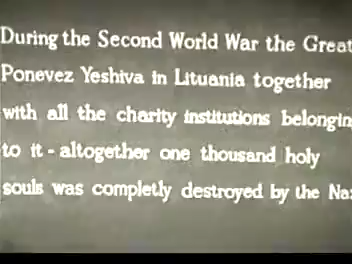 During the Second World War the Great
Ponevez Yeshiva in Lituania together
with all the charity institutions belongin
to it - altogether one thousand holy
souls was completly destroyed by the Na